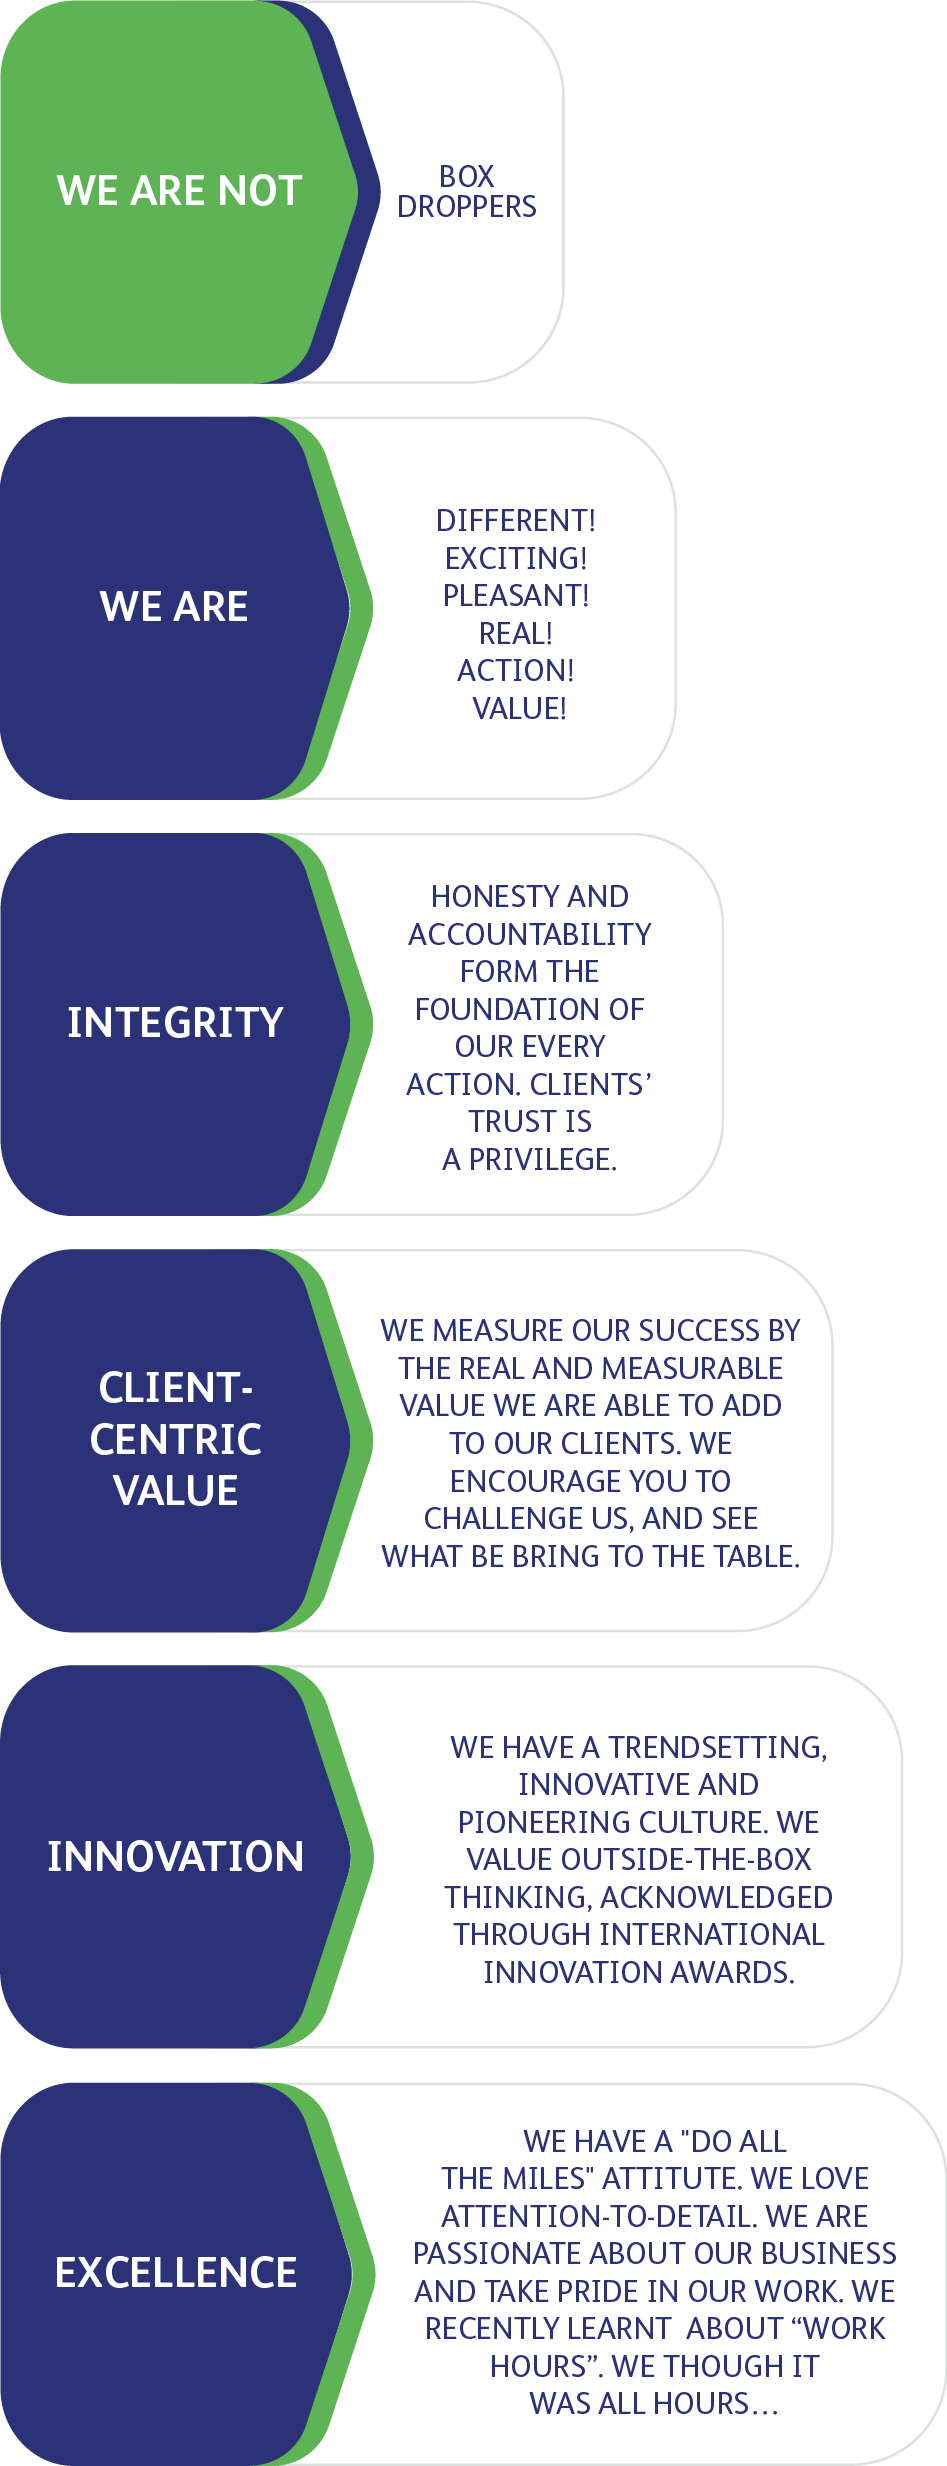 WE ARE NOT
BOX
DROPPERS
WE ARE
DIFFERENT!
EXCITING!
PLEASANT!
REAL!
ACTION!
VALUE!
INTEGRITY
HONESTY AND
ACCOUNTABILITY
FORM THE
FOUNDATION OF
OUR EVERY
ACTION. CLIENTS’
TRUST IS
A PRIVILEGE.
CLIENT-
CENTRIC
VALUE
WE MEASURE OUR SUCCESS BY
THE REAL AND MEASURABLE
VALUE WE ARE ABLE TO ADD
TO OUR CLIENTS. WE
ENCOURAGE YOU TO
CHALLENGE US, AND SEE
WHAT BE BRING TO THE TABLE.
INNOVATION
WE HAVE A TRENDSETTING,
INNOVATIVE AND
PIONEERING CULTURE. WE
VALUE OUTSIDE-THE-BOX
THINKING, ACKNOWLEDGED
THROUGH INTERNATIONAL
INNOVATION AWARDS.
EXCELLENCE
WE HAVE A "DO ALL
THE MILES" ATTITUTE. WE LOVE
ATTENTION-TO-DETAIL. WE ARE
PASSIONATE ABOUT OUR BUSINESS
AND TAKE PRIDE IN OUR WORK. WE
RECENTLY LEARNT  ABOUT “WORK
HOURS”. WE THOUGH IT
WAS ALL HOURS…